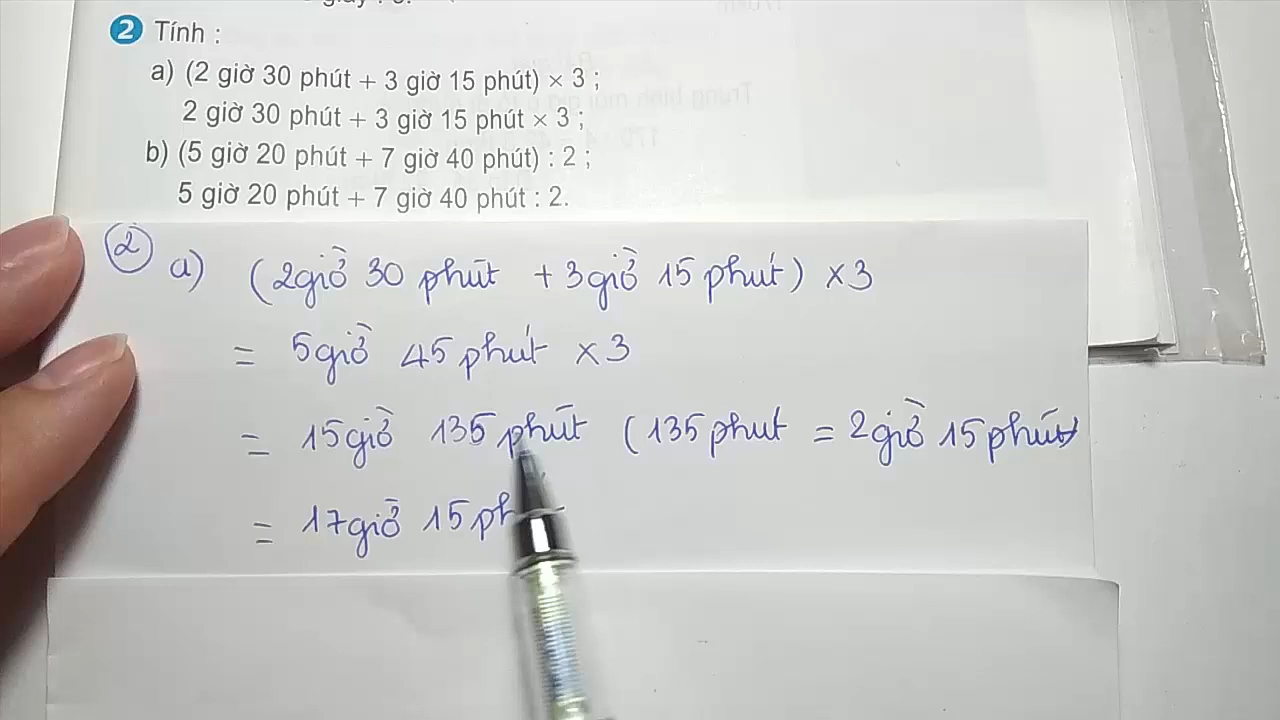 2 Tính :
a) (2 giờ 30 phút + 3 giờ 15 phút) × 3 ;
2 giờ 30 phút + 3 giờ 15 phút × 3 ;
b) (5 giờ 20 phút + 7 giờ 40 phút) : 2 ;
5 giờ 20 phút + 7 giờ 40 phút : 2.
2 a) (2giờ 30 phút + 3giờ 15 phút) x3
= 5giờ 45 phút x3
= 15giờ 135 phút (135 phut = 2giờ 15 phút
= 17giờ 15